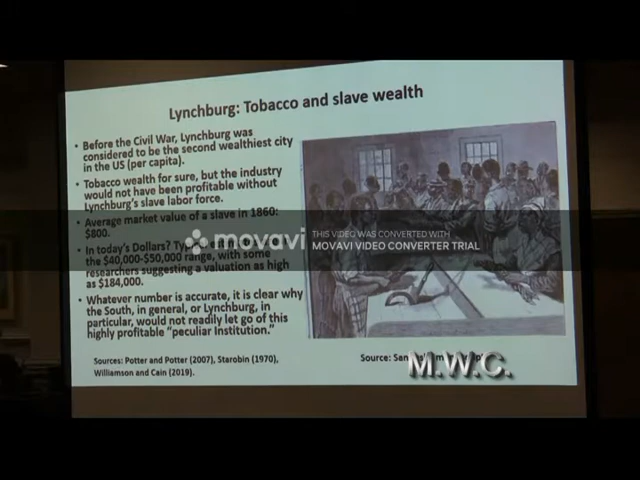 Lynchburg: Tobacco and slave wealth
• Before the Civil War, Lynchburg was
considered to be the second wealthiest city
in the US (per capita).
• Tobacco wealth for sure, but the industry
would not have been profitable without
Lynchburg's slave labor force.
• Average market value of a slave in 1860:
$800.
• In today's Dollars?
the $40,000-$50,000 range, with some
researchers suggesting a valuation as high
as $184,000.
• Whatever number is accurate, it is clear why
the South, in general, or Lynchburg, in
particular, would not readily let go of this
highly profitable "peculiar Institution."
Sources: Potter and Potter (2007), Starobin (1970),
Williamson and Cain (2019).
Source:
M.W.C.
movavi
THIS VIDEO WAS CONVERTED WITH
MOVAVI VIDEO CONVERTER TRIAL